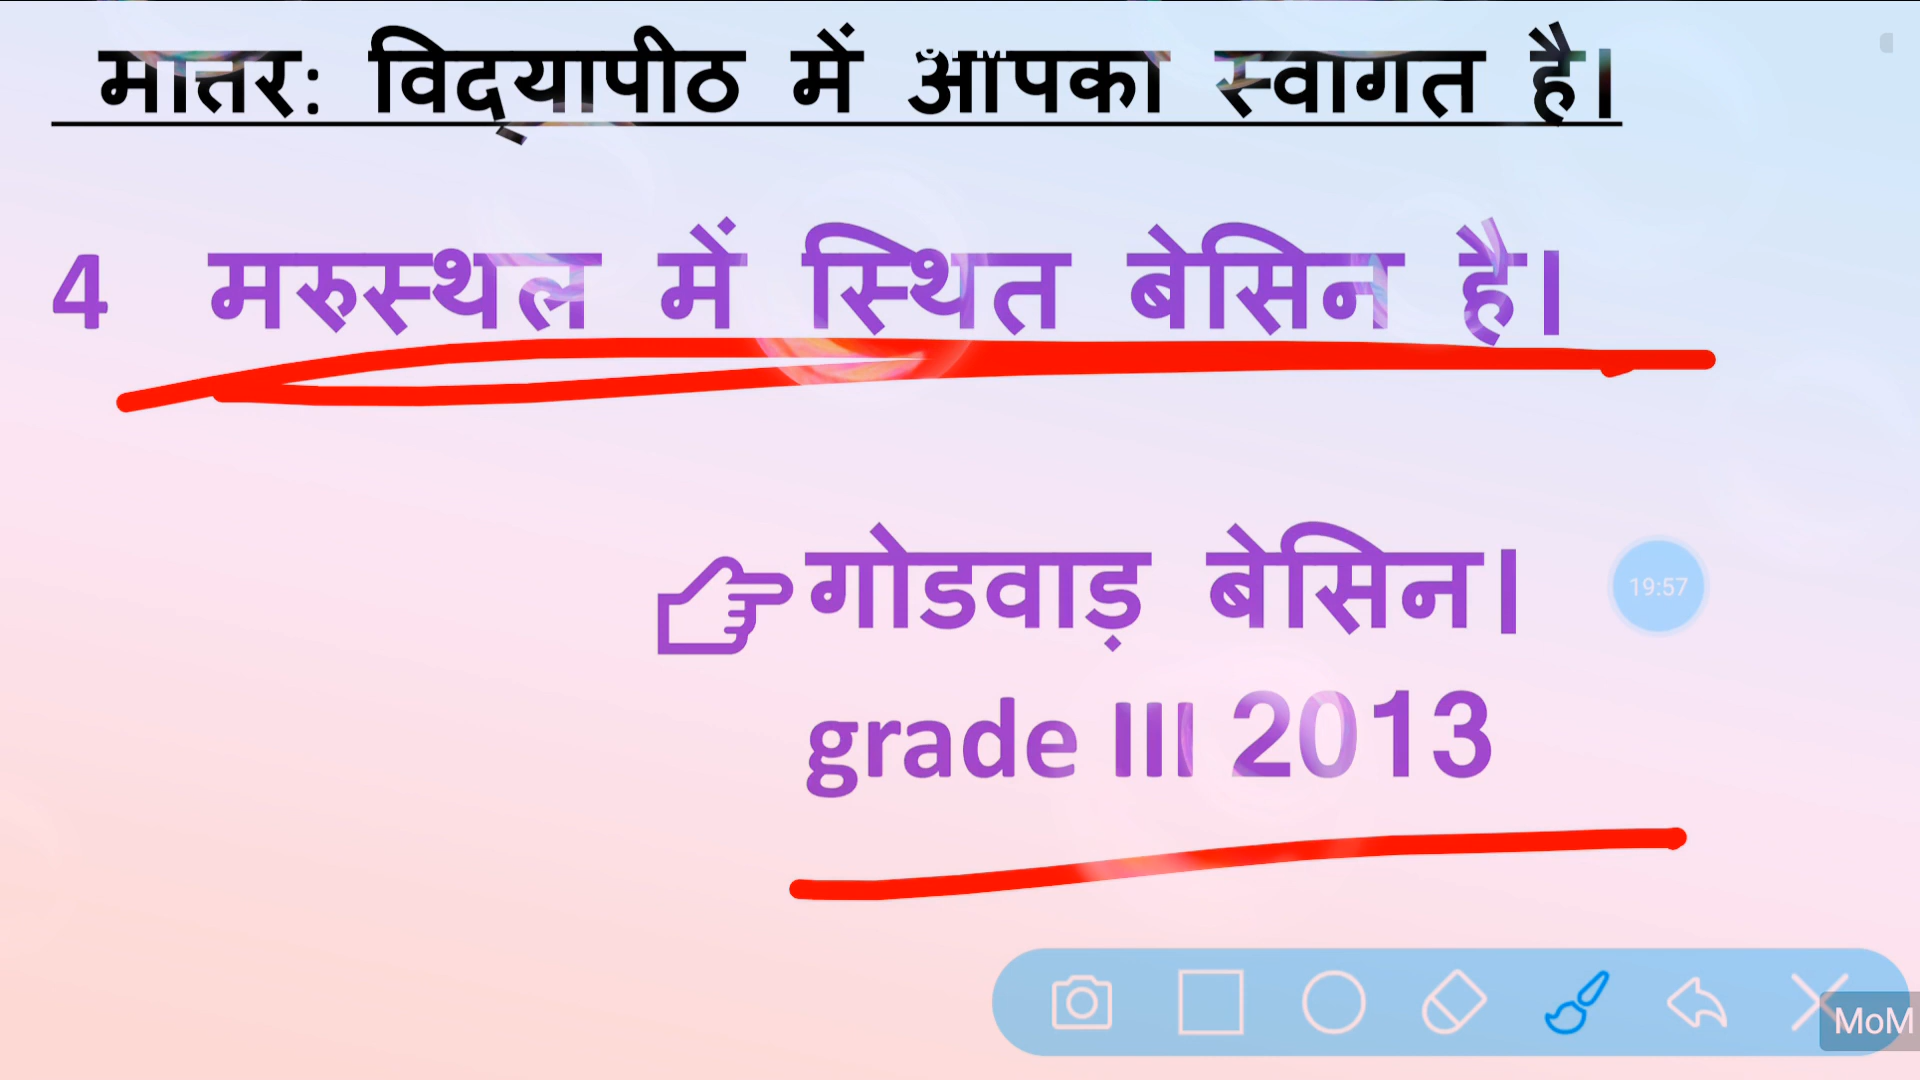 मातर: विद्यापीठ में आपका स्वागत है।
4 मरुस्थल में स्थित बेसिन है।
गोडवाड़ बेसिन।
19:57
grade III 2013
MoM